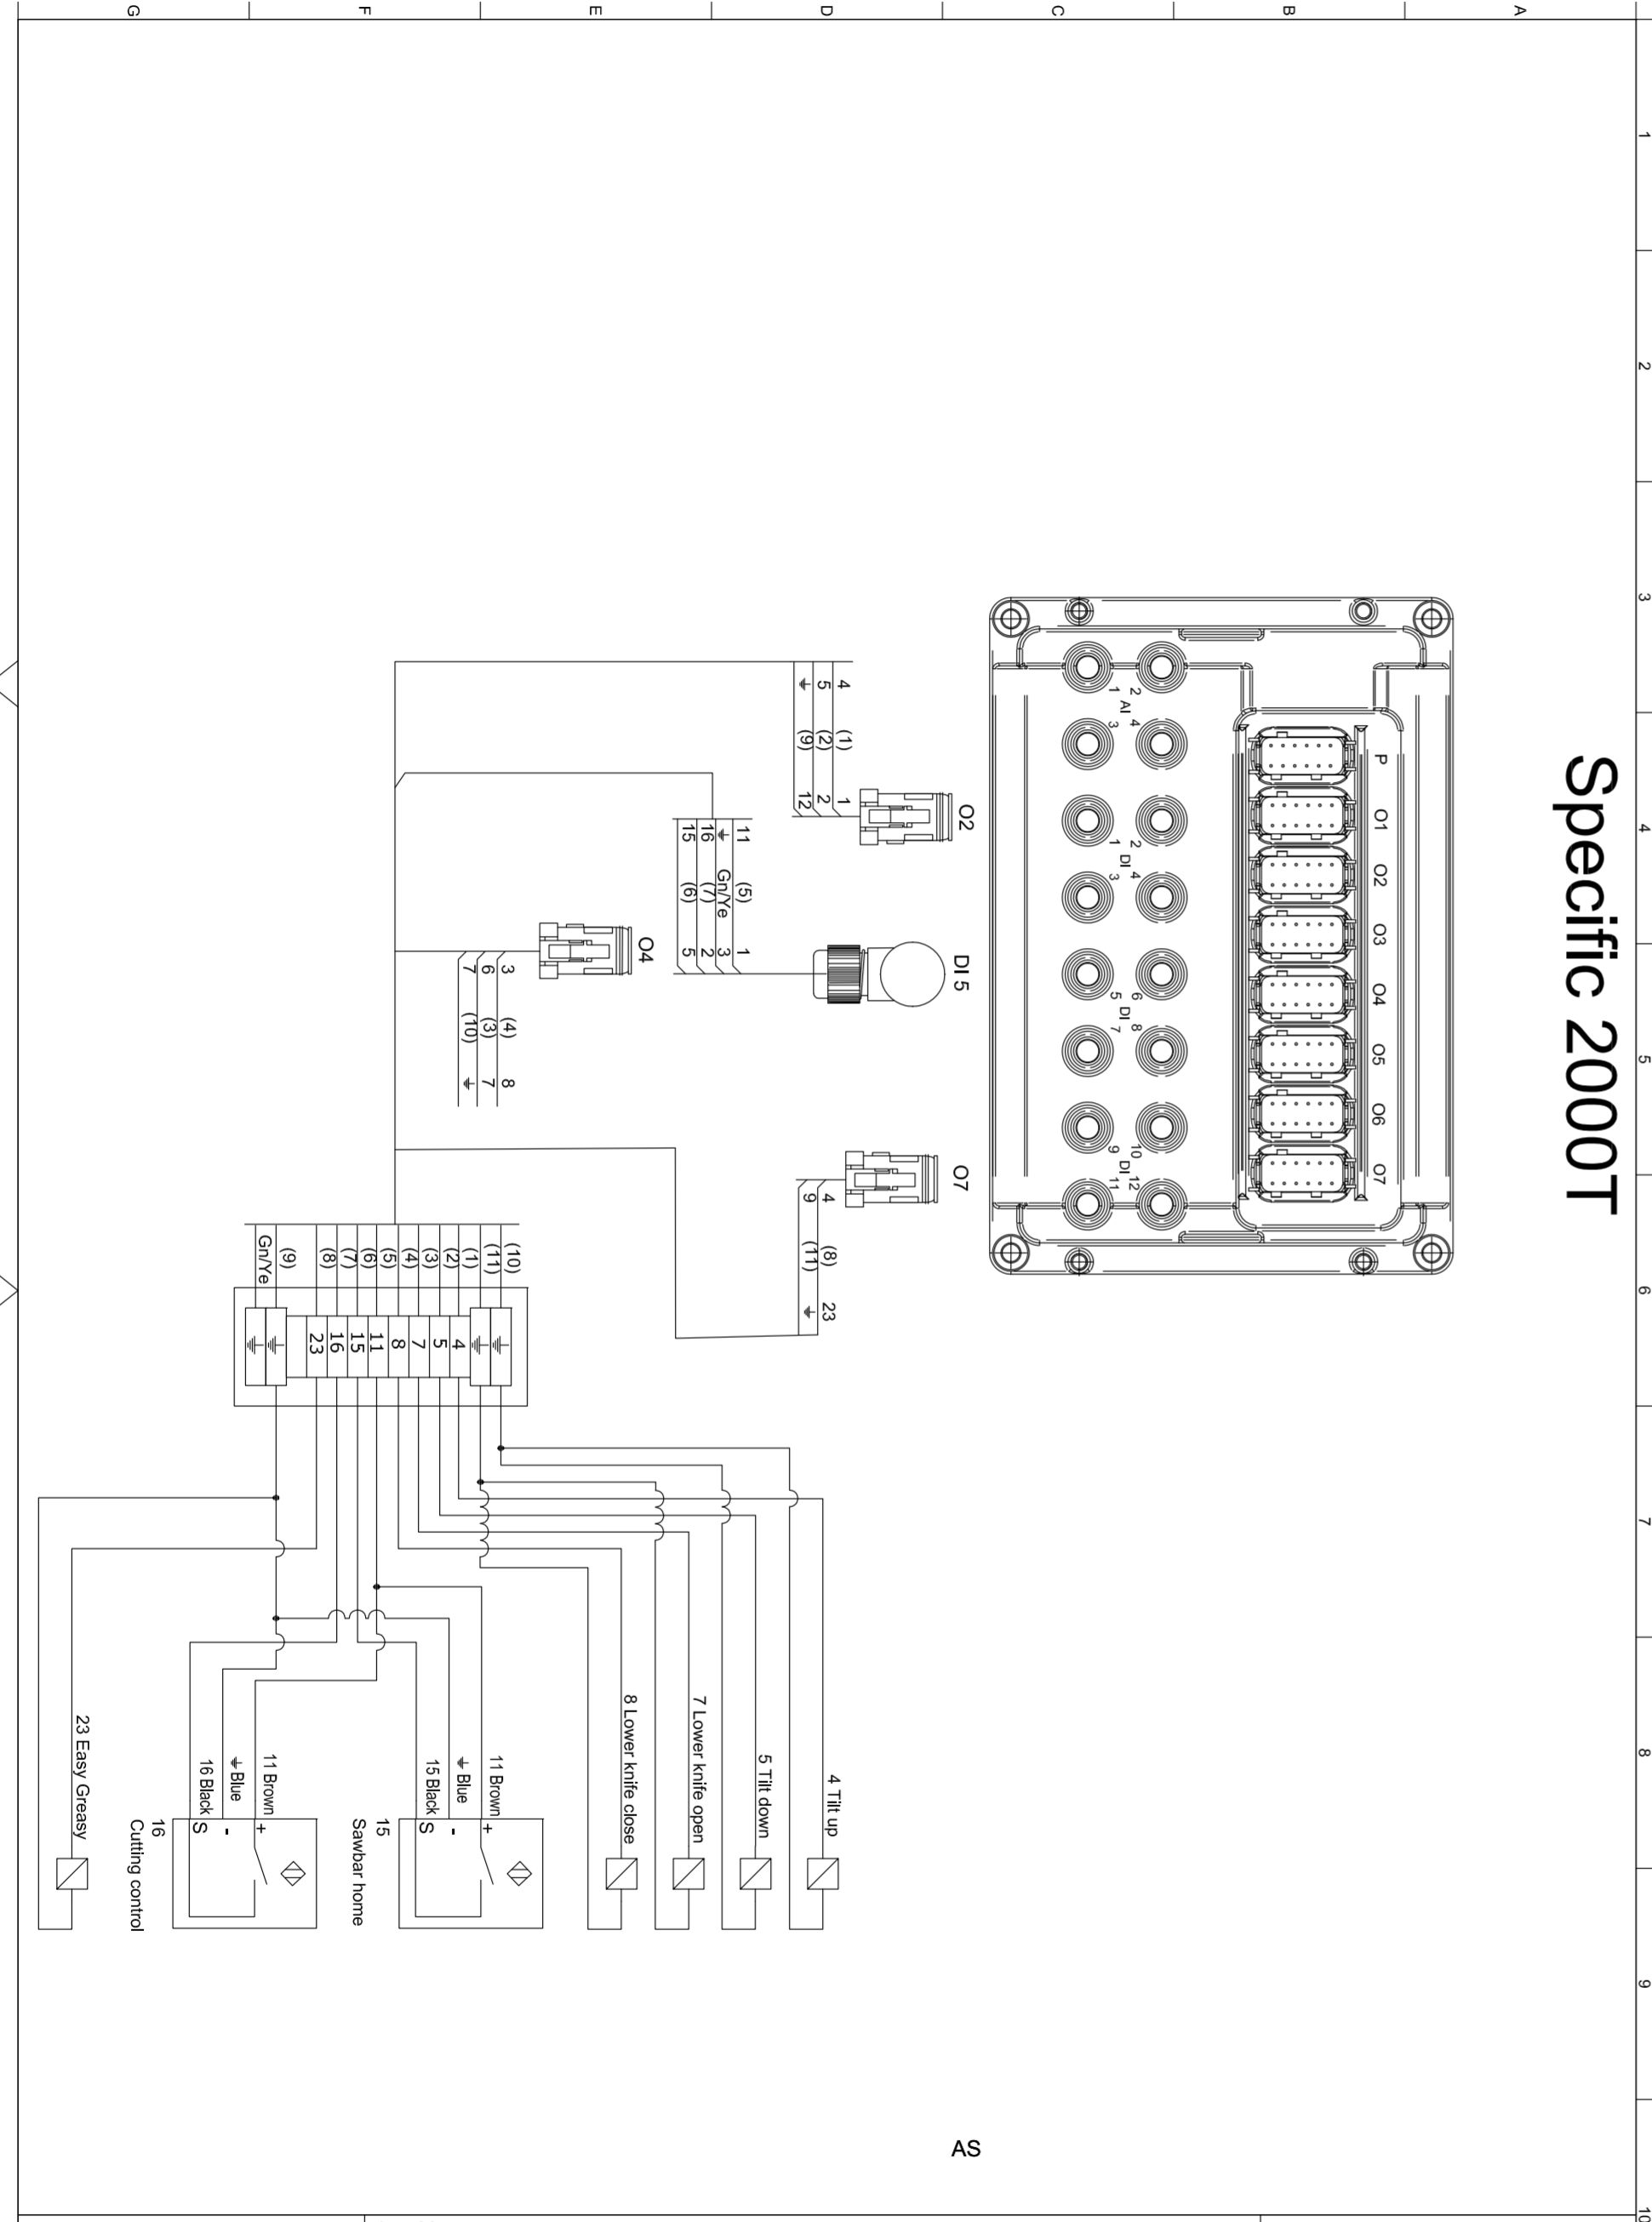 Specific 2000T
1
2
3
4
5
6
7
8
9
10
A
B
C
D
E
F
G
P
O1
O2
O3
O4
O5
O6
O7
2 4
AI
1 3
2 4
DI
1 3
6 8
DI
5 7
10 12
DI
9 11
O2
4 (1) 1
5 (2) 2
(9) 12
DI 5
11 (5) 1
Gn/Ye 3
16 (7) 2
15 (6) 5
O4
3 (4) 8
6 (3) 7
7 (10)
O7
4 (8) 23
9 (11)
(10)
(11)
(1) 4
(2) 5
(3) 7
(4) 8
(5) 11
(6) 15
(7) 16
(8) 23
(9)
Gn/Ye
4 Tilt up
5 Tilt down
7 Lower knife open
8 Lower knife close
11 Brown +
Blue -
15 Black S
15
Sawbar home
11 Brown +
Blue -
16 Black S
16
Cutting control
23 Easy Greasy
AS